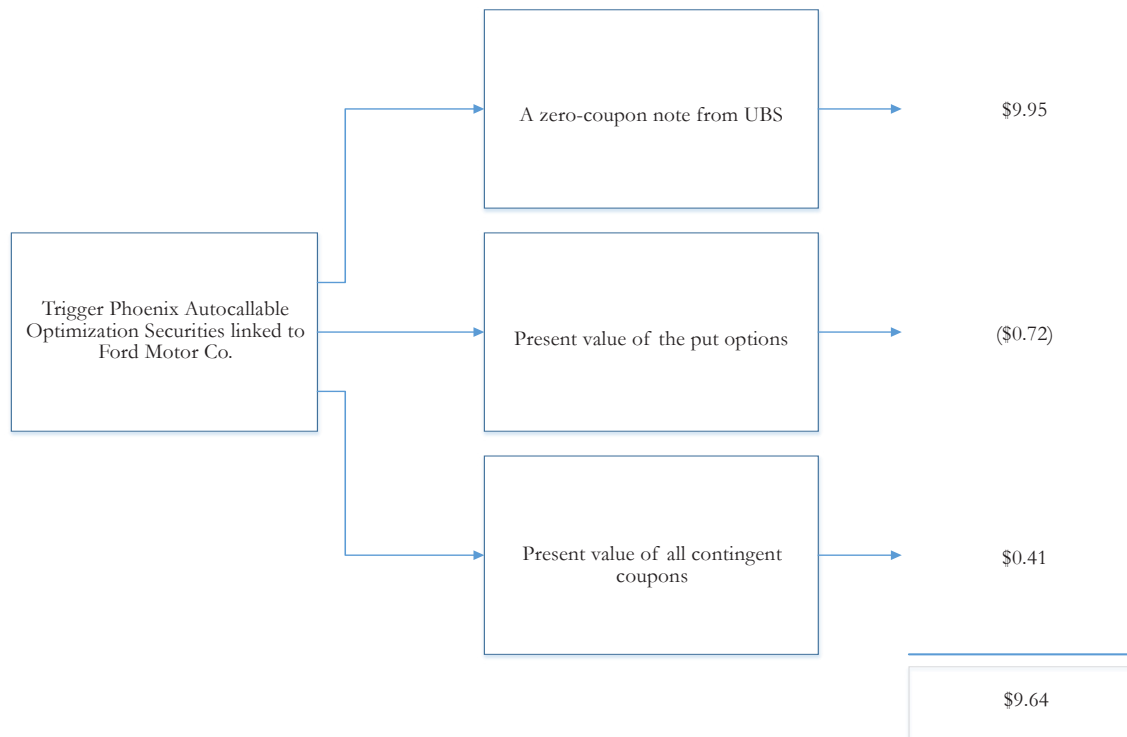 A zero-coupon note from UBS
$9.95
Trigger Phoenix Autocallable
Optimization Securities linked to
Ford Motor Co.
Present value of the put options
($0.72)
Present value of all contingent
coupons
$0.41
$9.64